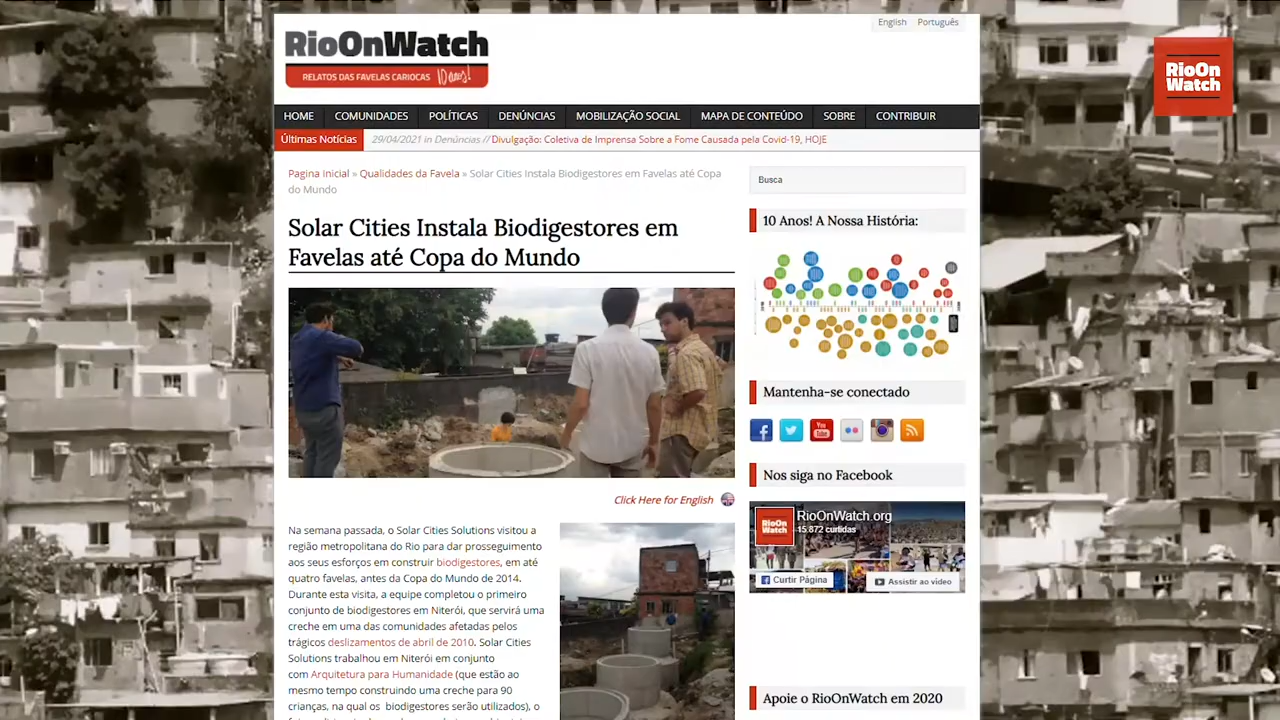 English Português
RioOnWatch
RELATOS DAS FAVELAS CARIOCAS 10 anos!
RioOn
Watch
HOME COMUNIDADES POLÍTICAS DENÚNCIAS MOBILIZAÇÃO SOCIAL MAPA DE CONTEÚDO SOBRE CONTRIBUIR
Últimas Notícias 29/04/2021 in Denúncias // Divulgação: Coletiva de Imprensa Sobre a Fome Causada pela Covid-19, HOJE
Pagina Inicial » Qualidades da Favela » Solar Cities Instala Biodigestores em Favelas até Copa
do Mundo
Solar Cities Instala Biodigestores em
Favelas até Copa do Mundo
Click Here for English
Na semana passada, o Solar Cities Solutions visitou a
região metropolitana do Rio para dar prosseguimento
aos seus esforços em construir biodigestores, em até
quatro favelas, antes da Copa do Mundo de 2014.
Durante esta visita, a equipe completou o primeiro
conjunto de biodigestores em Niterói, que servirá uma
creche em uma das comunidades afetadas pelos
trágicos deslizamentos de abril de 2010. Solar Cities
Solutions trabalhou em Niterói em conjunto
com Arquitetura para Humanidade (que estão ao
mesmo tempo construindo uma creche para 90
crianças, na qual os biodigestores serão utilizados), o
Busca
10 Anos! A Nossa História:
Mantenha-se conectado
You
Tube
Nos siga no Facebook
RioOn
Watch
RioOnWatch.org
15.872 curtidas
Curtir Página
Assistir ao vídeo
Apoie o RioOnWatch em 2020